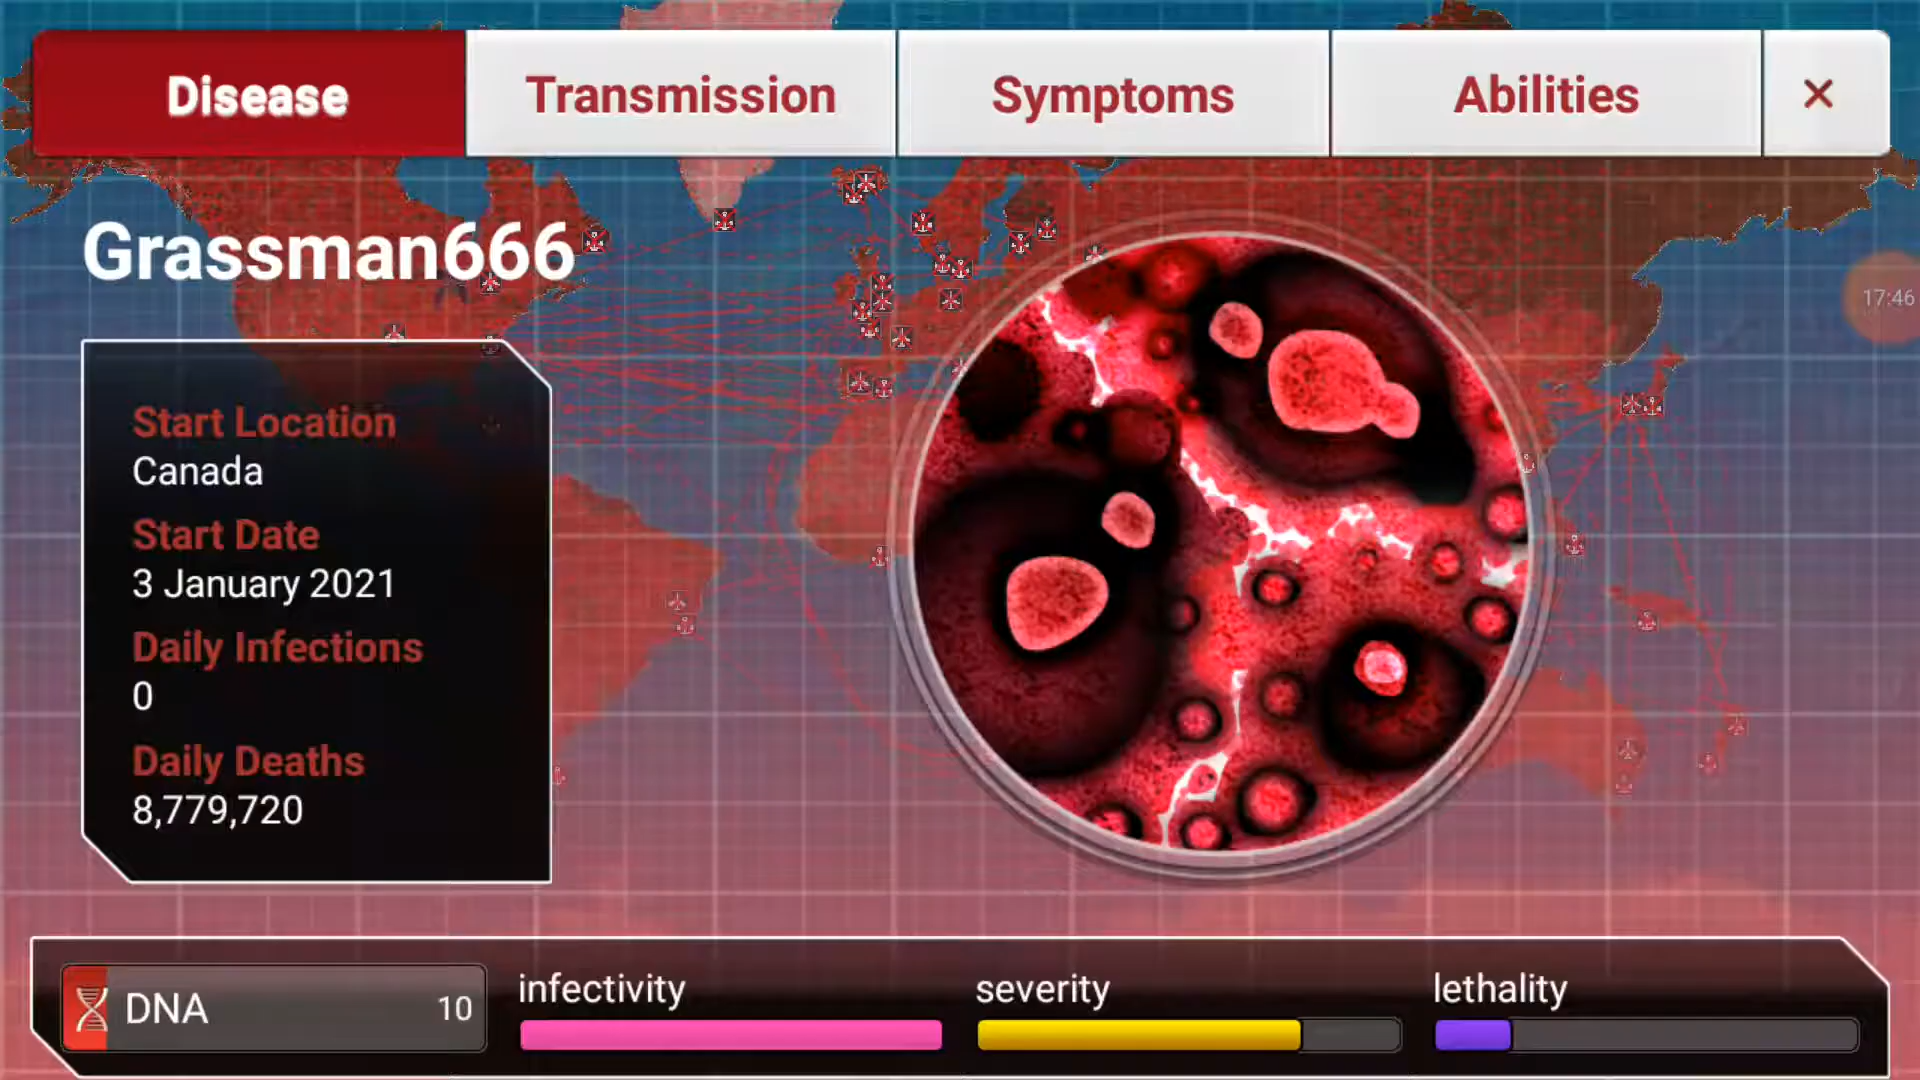 Disease
Transmission
Symptoms
Abilities
×
Grassman666
17:46
Start Location
Canada
Start Date
3 January 2021
Daily Infections
0
Daily Deaths
8,779,720
DNA
10
infectivity
severity
lethality